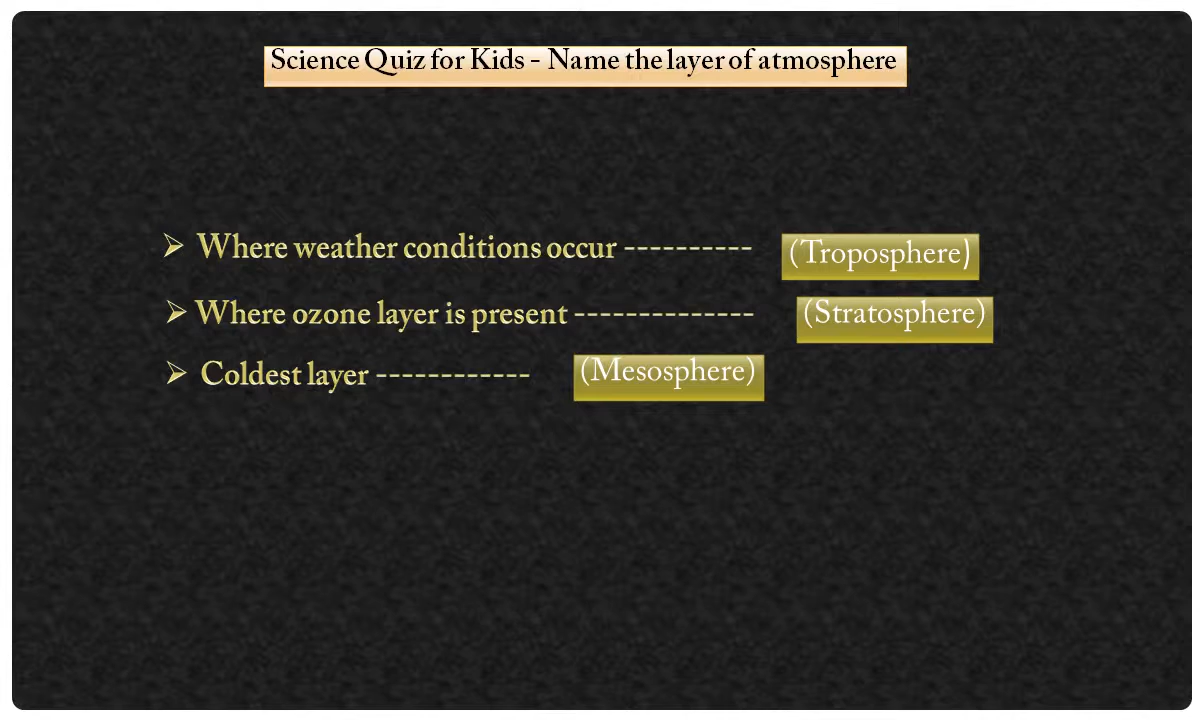 Science Quiz for Kids - Name the layer of atmosphere
➢ Where weather conditions occur ---------- (Troposphere)
➢ Where ozone layer is present -------------- (Stratosphere)
➢ Coldest layer ------------ (Mesosphere)